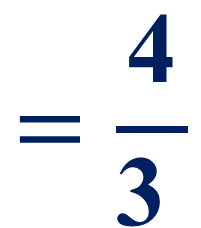 = 4/3